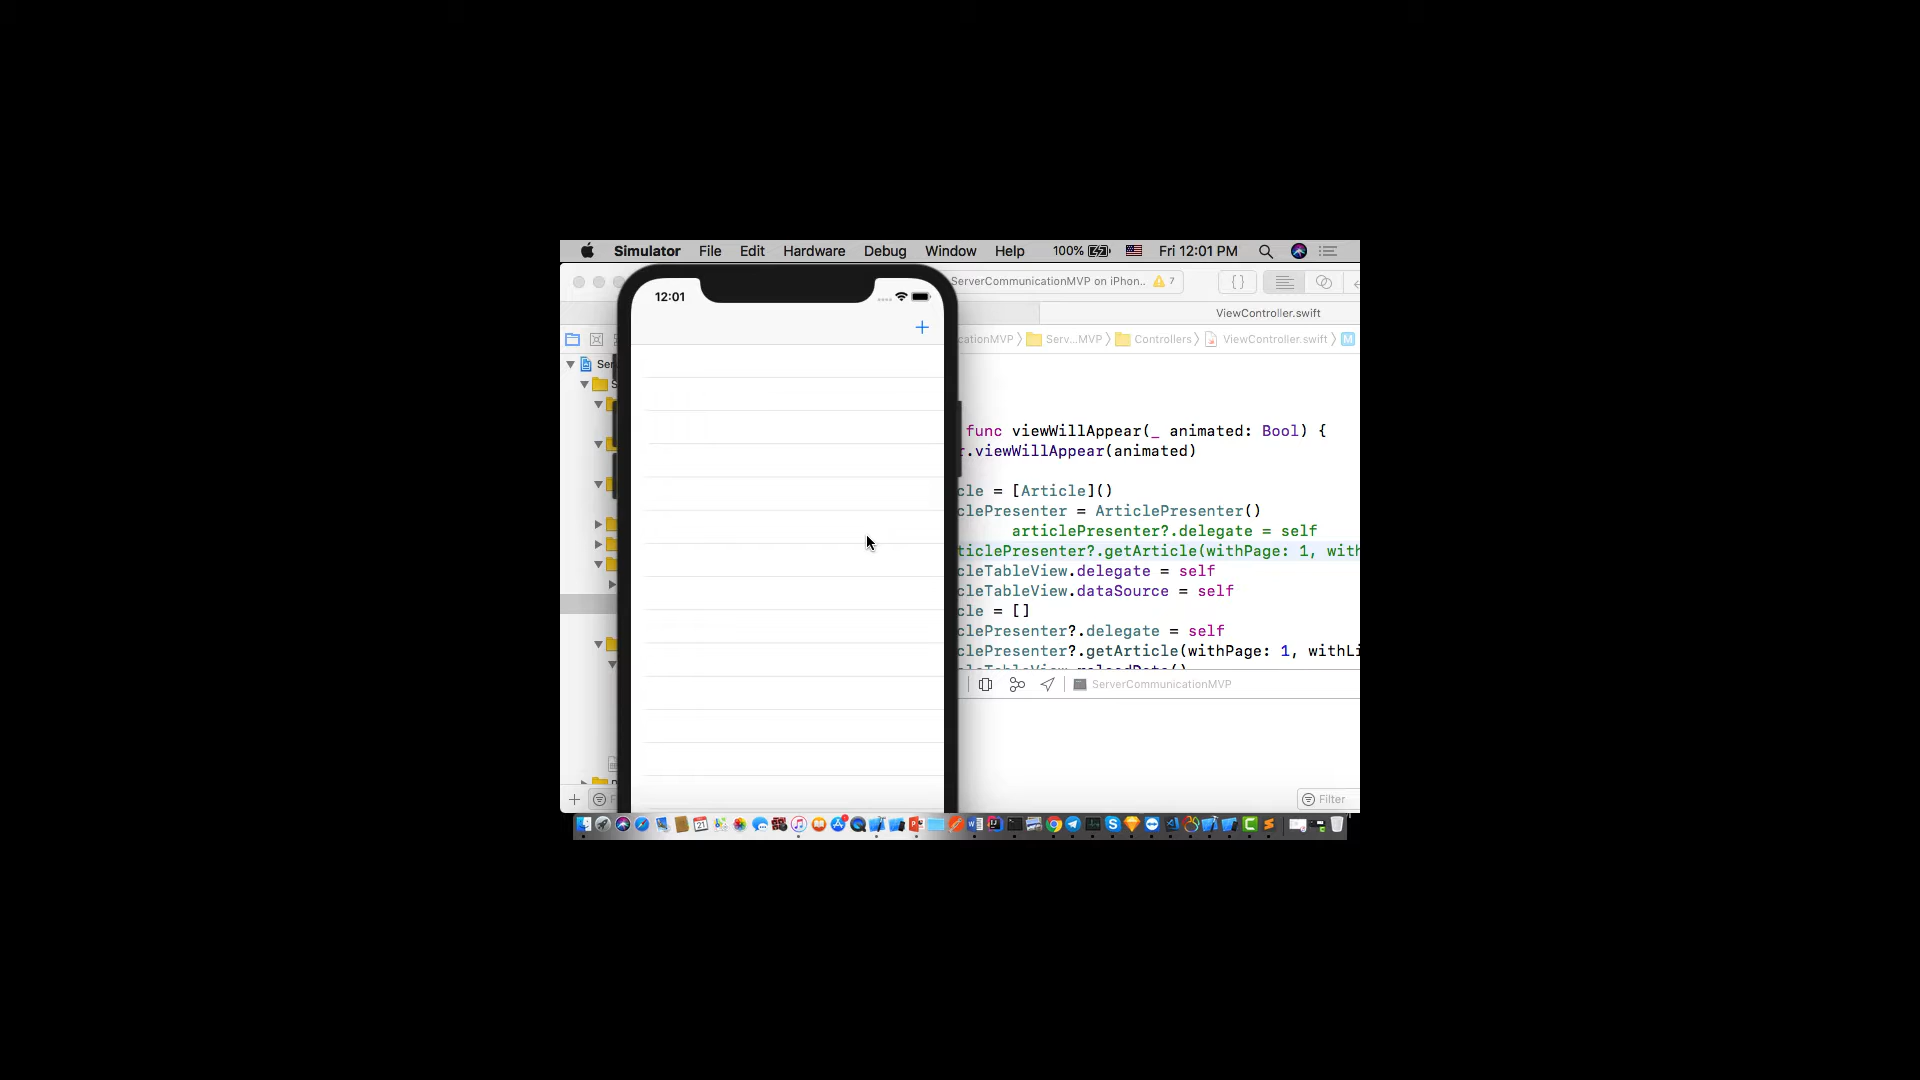 Simulator File Edit Hardware Debug Window Help 100% Fri 12:01 PM
ServerCommunicationMVP on iPhon.. 7
12:01
ViewController.swift
Serv...MVP Controllers ViewController.swift M
func viewWillAppear(_ animated: Bool) {
.viewWillAppear(animated)
cle = [Article]()
clePresenter = ArticlePresenter()
articlePresenter?.delegate = self
ticlePresenter?.getArticle(withPage: 1, with
cleTableView.delegate = self
cleTableView.dataSource = self
cle = []
clePresenter?.delegate = self
clePresenter?.getArticle(withPage: 1, withLi
ServerCommunicationMVP
Filter